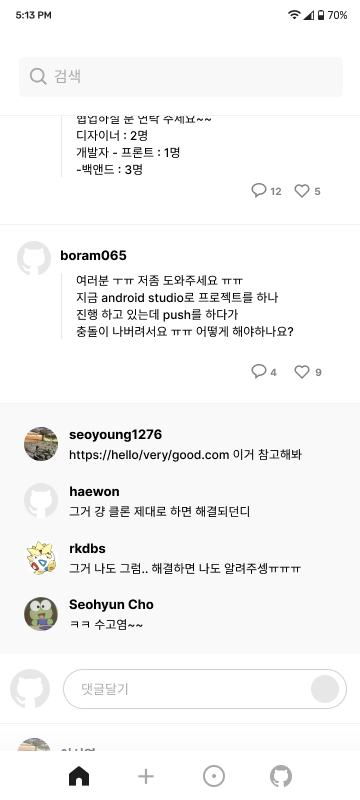 5:13 PM 70%
검색
협업하실 분 연락 주세요~~
디자이너 : 2명
개발자 - 프론트 : 1명
-백앤드 : 3명
12 5
boram065
여러분 ㅜㅠ 저좀 도와주세요 ㅠㅠ
지금 android studio로 프로젝트를 하나
진행 하고 있는데 push를 하다가
충돌이 나버려서요 ㅠㅠ 어떻게 해야하나요?
4 9
seoyoung1276
https://hello/very/good.com 이거 참고해봐
haewon
그거 걍 클론 제대로 하면 해결되던디
rkdbs
그거 나도 그럼.. 해결하면 나도 알려주셍ㅠㅠㅠ
Seohyun Cho
ㅋㅋ 수고염~~
댓글달기